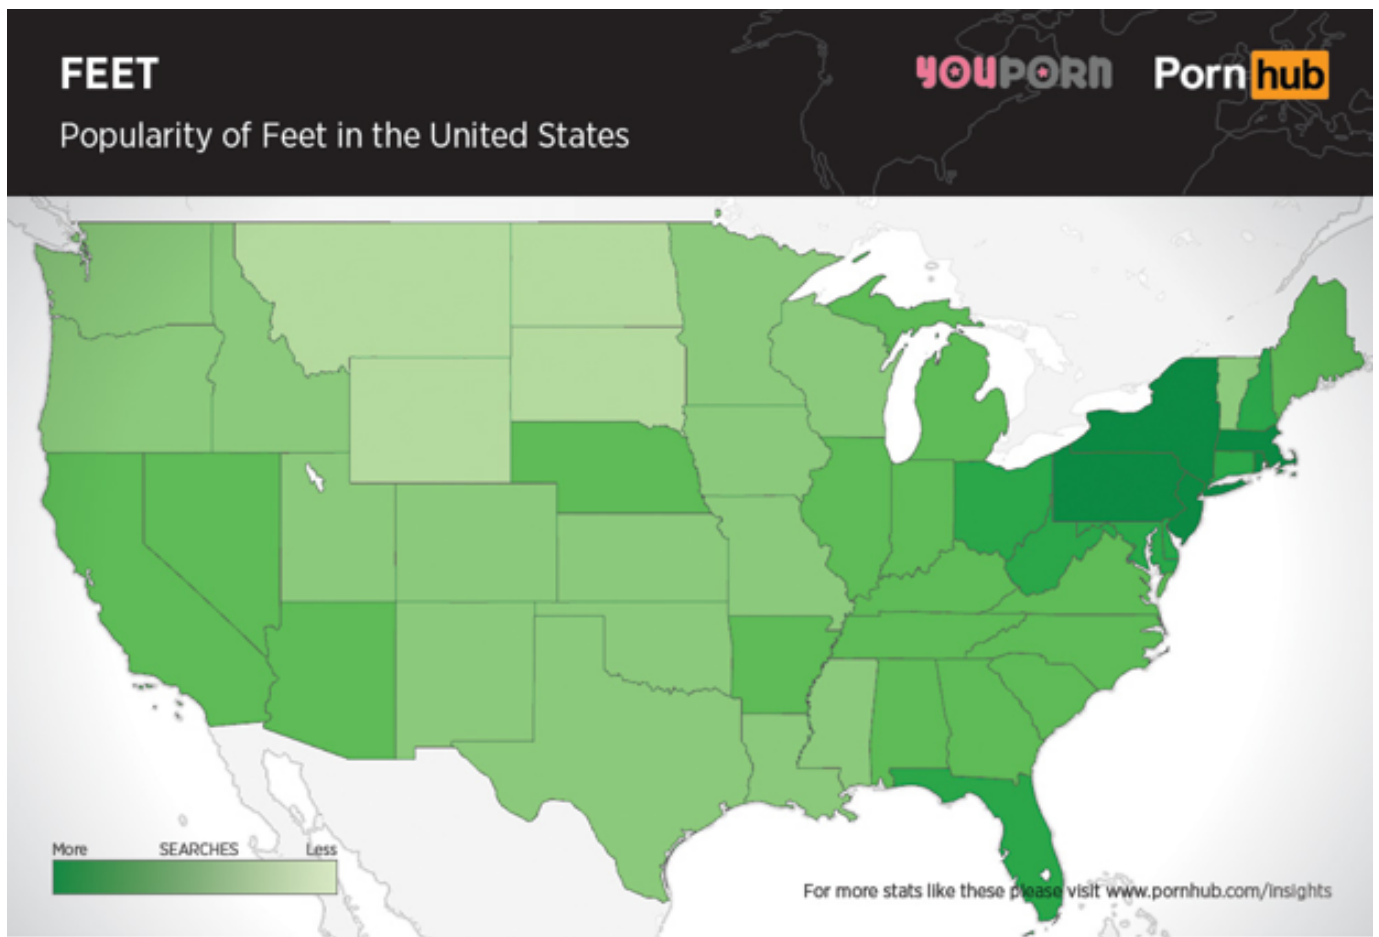 FEET
Popularity of Feet in the United States
YOUPORN
Pornhub
More SEARCHES Less
For more stats like these please visit www.pornhub.com/insights